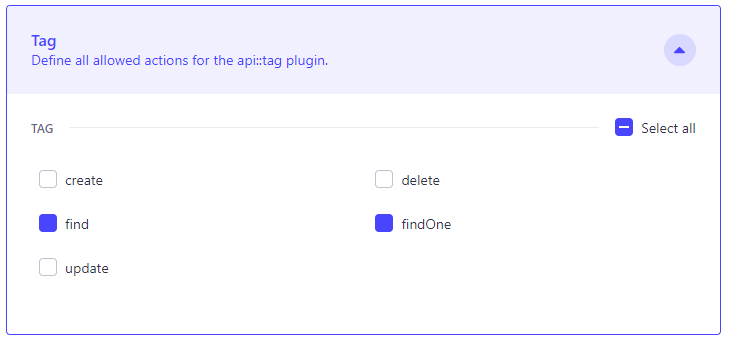 Tag
Define all allowed actions for the api::tag plugin.
TAG
Select all
create
delete
find
findOne
update